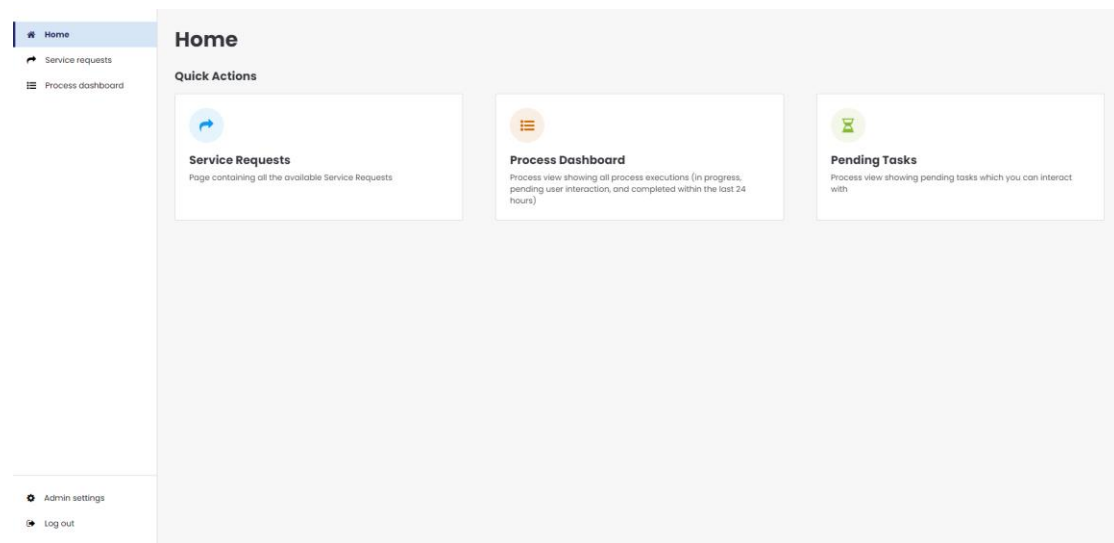 Home
Service requests
Process dashboard
Admin settings
Log out
Home
Quick Actions
Service Requests
Page containing all the available Service Requests
Process Dashboard
Process view showing all process executions (in progress,
pending user interaction, and completed within the last 24
hours)
Pending Tasks
Process view showing pending tasks which you can interact
with